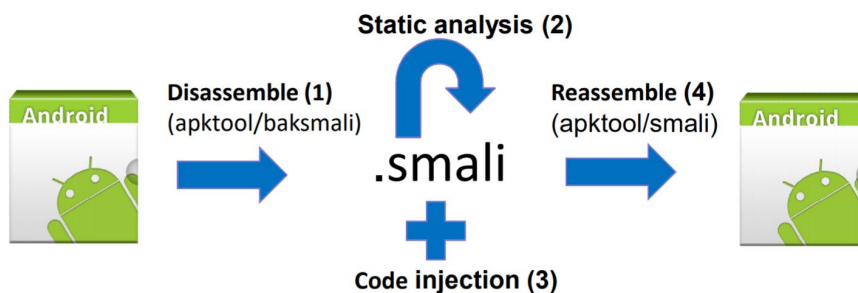 Static analysis (2)
Android
Disassemble (1)
(apktool/baksmali)
.smali
Code injection (3)
Reassemble (4)
(apktool/smali)
Android